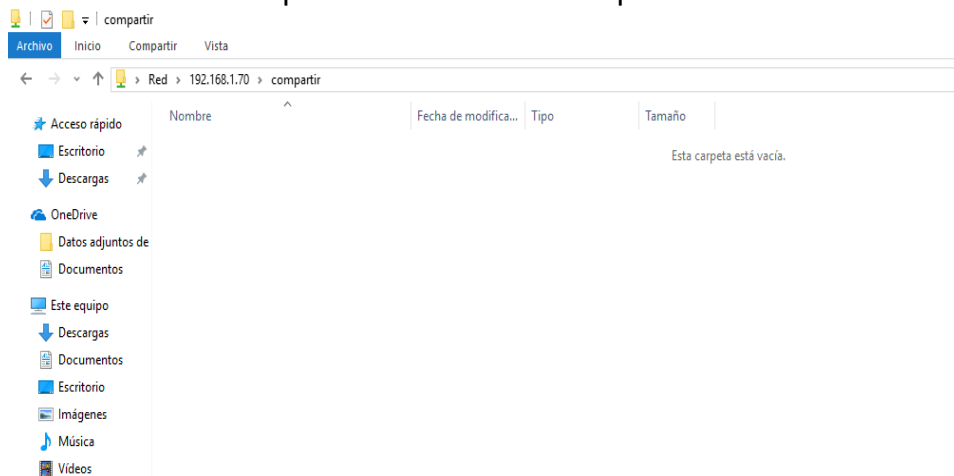 compartir
Archivo Inicio Compartir Vista
Red > 192.168.1.70 > compartir
Nombre Fecha de modifica... Tipo Tamaño
Esta carpeta está vacía.
Acceso rápido
Escritorio
Descargas
OneDrive
Datos adjuntos de
Documentos
Este equipo
Descargas
Documentos
Escritorio
Imágenes
Música
Vídeos